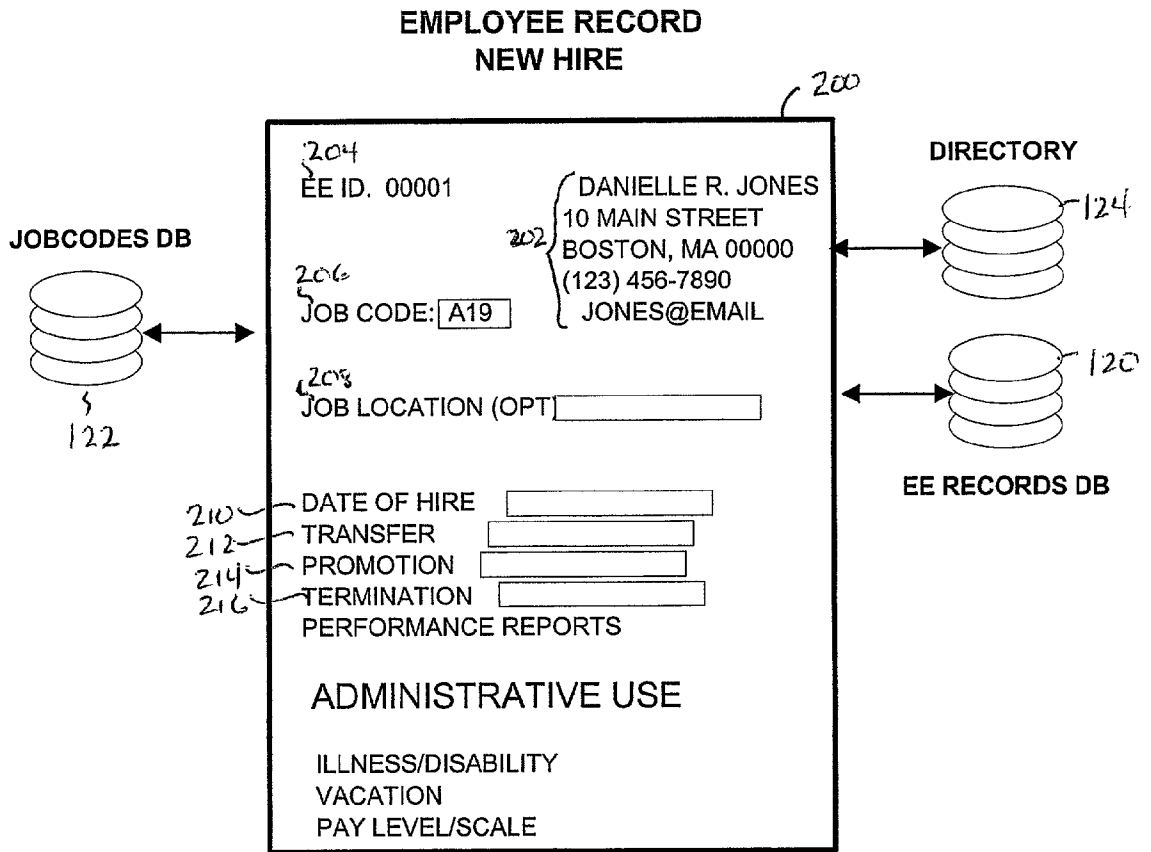 EMPLOYEE RECORD
NEW HIRE
200
204
EE ID. 00001
202
DANIELLE R. JONES
10 MAIN STREET
BOSTON, MA 00000
(123) 456-7890
JONES@EMAIL
DIRECTORY
124
JOBCODES DB
122
206
JOB CODE: A19
208
JOB LOCATION (OPT)
120
EE RECORDS DB
210 DATE OF HIRE
212 TRANSFER
214 PROMOTION
216 TERMINATION
PERFORMANCE REPORTS
ADMINISTRATIVE USE
ILLNESS/DISABILITY
VACATION
PAY LEVEL/SCALE